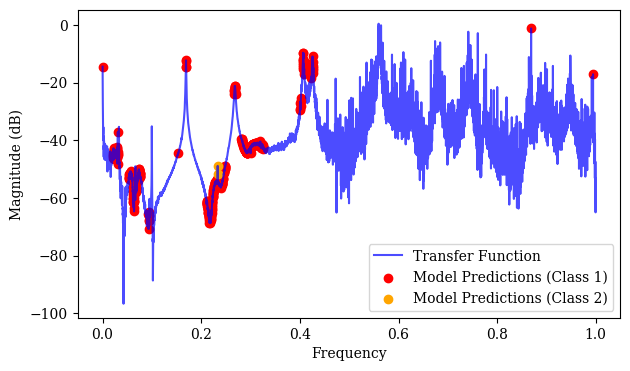 0
−20
−40
−60
−80
−100
Magnitude (dB)
Transfer Function
Model Predictions (Class 1)
Model Predictions (Class 2)
0.0 0.2 0.4 0.6 0.8 1.0
Frequency